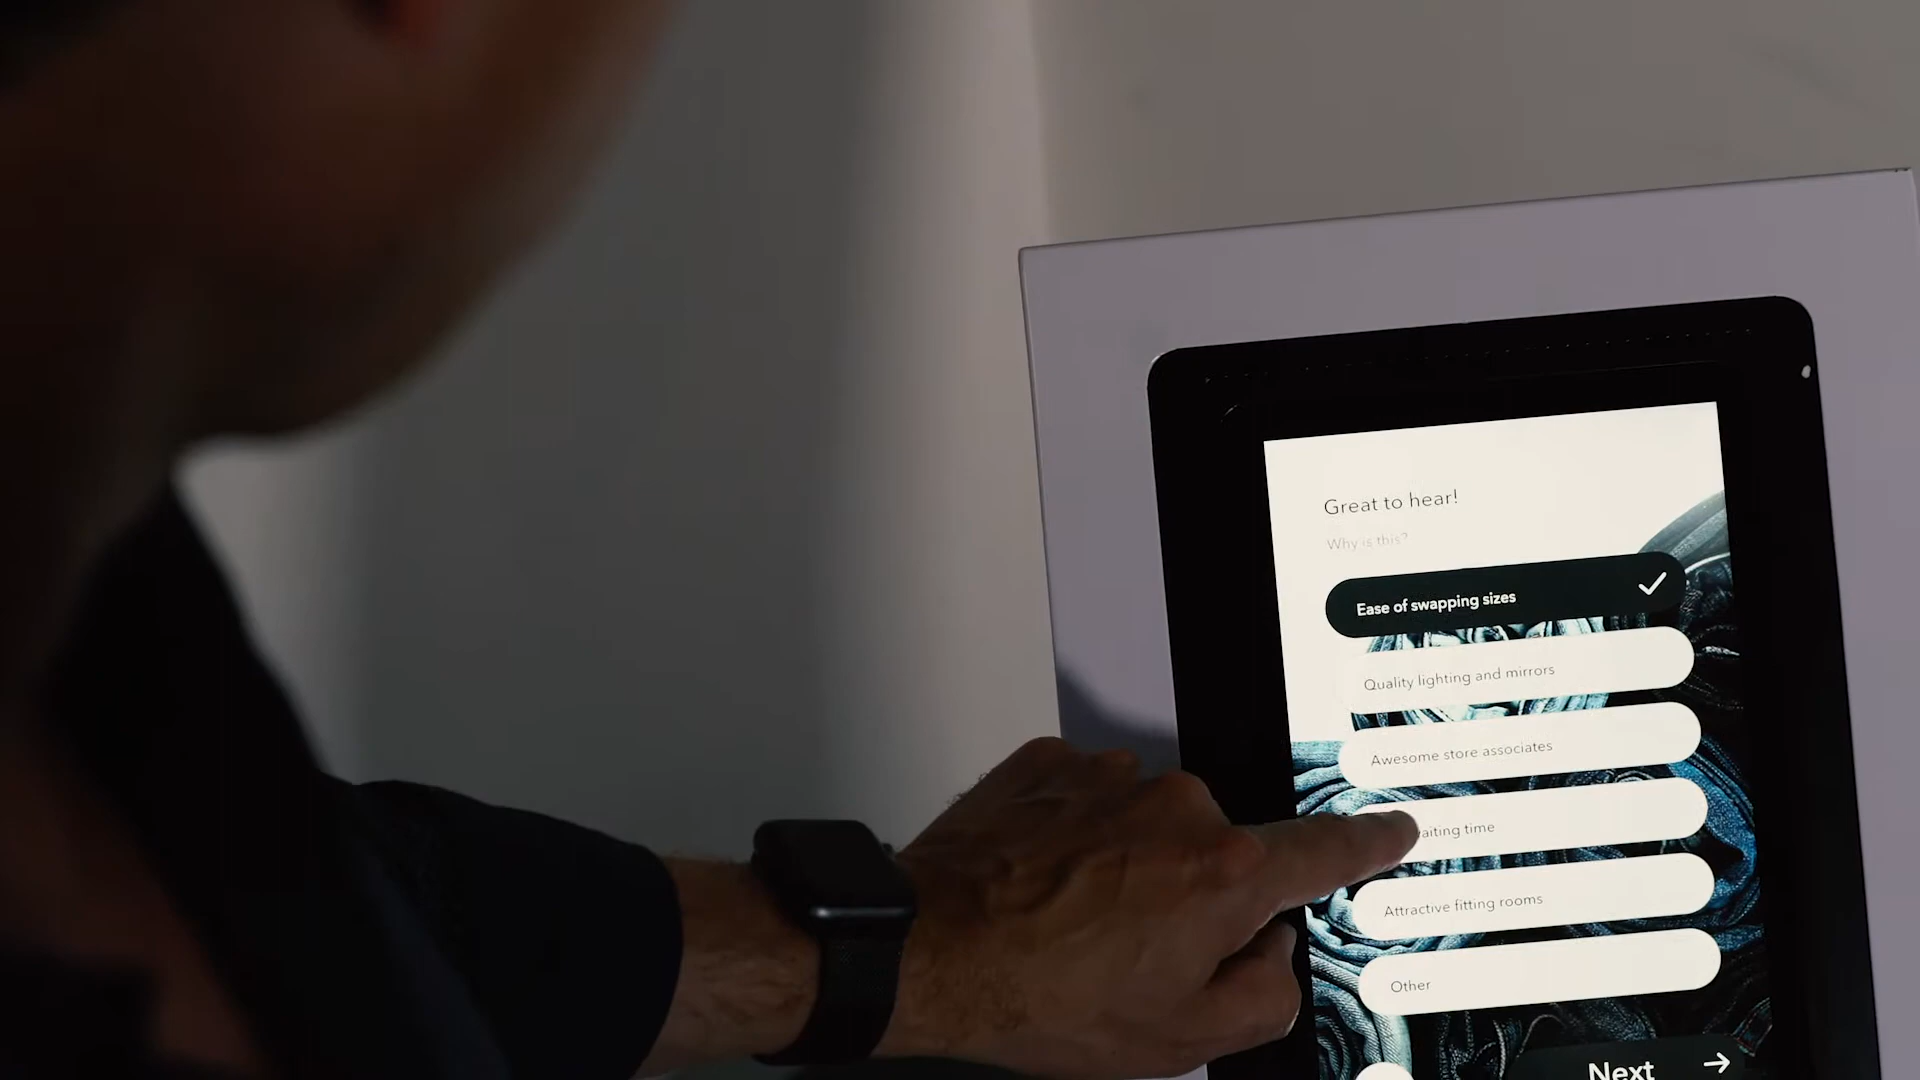 Great to hear!
Why is this?
Ease of swapping sizes
Quality lighting and mirrors
Awesome store associates
time
Attractive fitting rooms
Other
Next